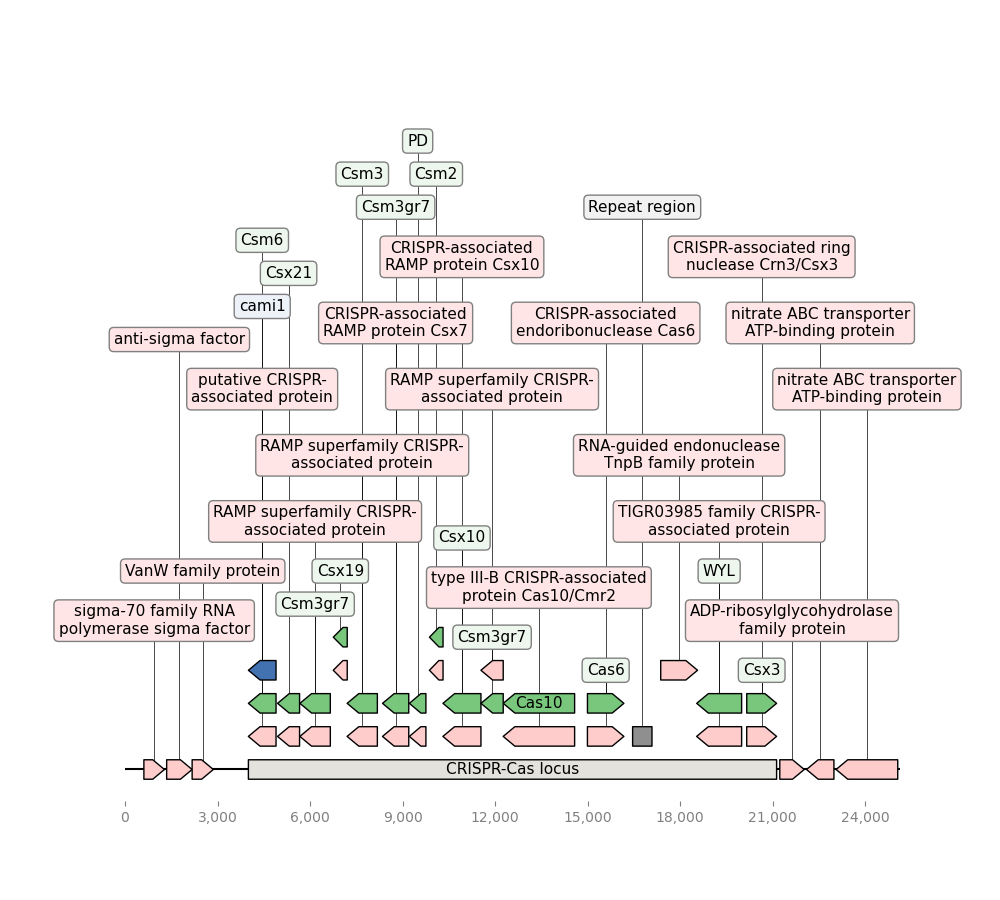 PD
Csm3
Csm2
Csm3gr7
Repeat region
Csm6
CRISPR-associated
RAMP protein Csx10
CRISPR-associated ring
nuclease Crn3/Csx3
Csx21
cami1
anti-sigma factor
CRISPR-associated
RAMP protein Csx7
CRISPR-associated
endoribonuclease Cas6
nitrate ABC transporter
ATP-binding protein
putative CRISPR-
associated protein
RAMP superfamily CRISPR-
associated protein
nitrate ABC transporter
ATP-binding protein
RAMP superfamily CRISPR-
associated protein
RNA-guided endonuclease
TnpB family protein
RAMP superfamily CRISPR-
associated protein
TIGR03985 family CRISPR-
associated protein
Csx10
VanW family protein
Csx19
type III-B CRISPR-associated
protein Cas10/Cmr2
WYL
Csm3gr7
sigma-70 family RNA
polymerase sigma factor
ADP-ribosylglycohydrolase
family protein
Csm3gr7
Cas6
Csx3
Cas10
CRISPR-Cas locus
0
3,000
6,000
9,000
12,000
15,000
18,000
21,000
24,000